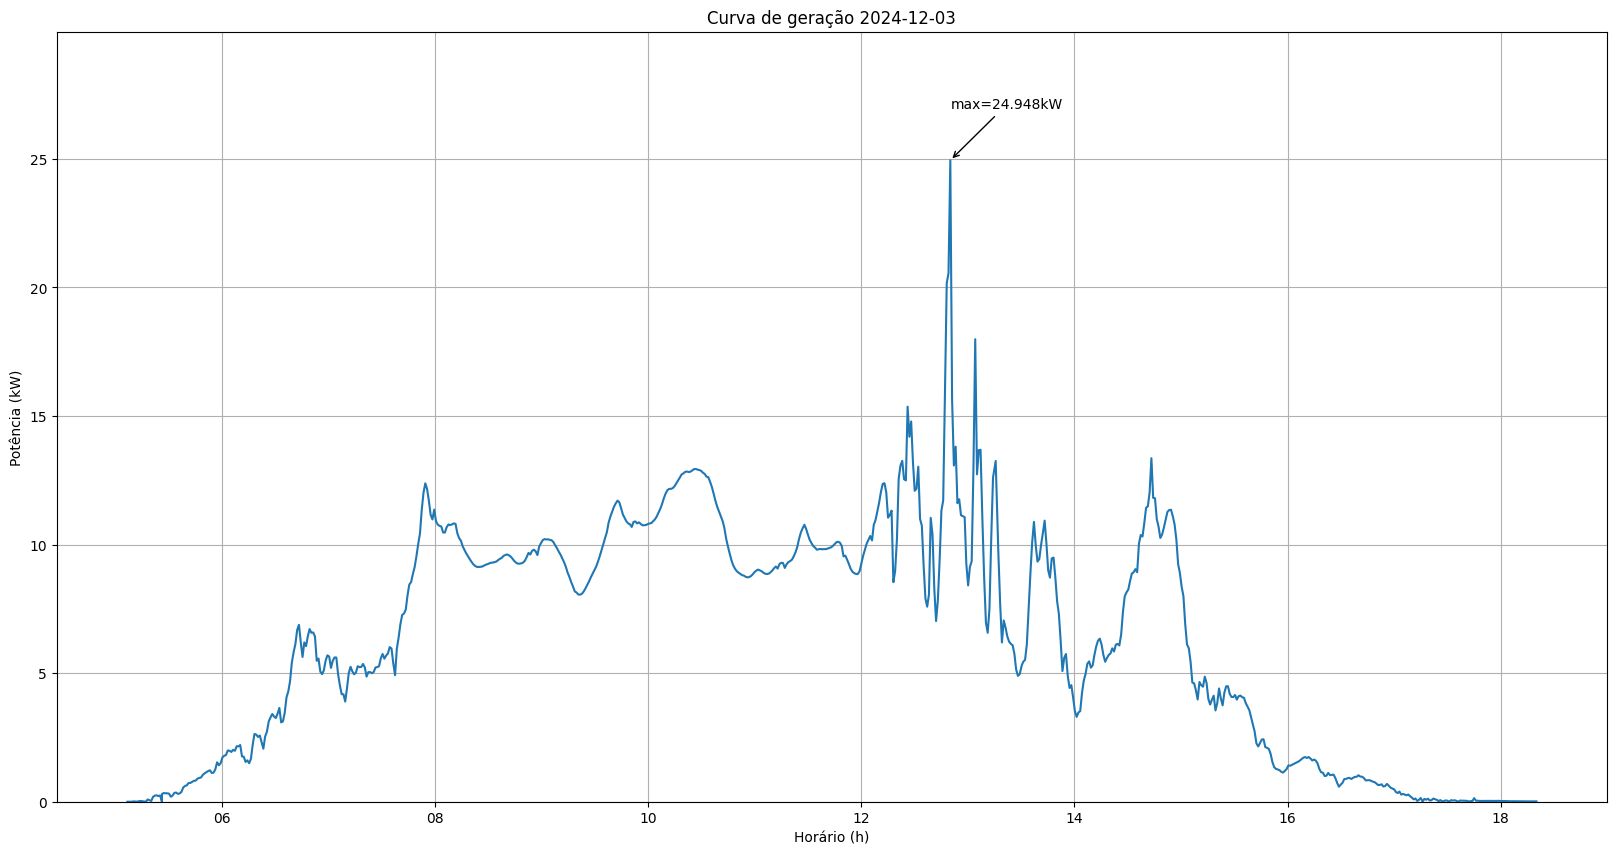 Curva de geração 2024-12-03
max=24.948kW
Potência (kW)
25
20
15
10
5
0
06 08 10 12 14 16 18
Horário (h)